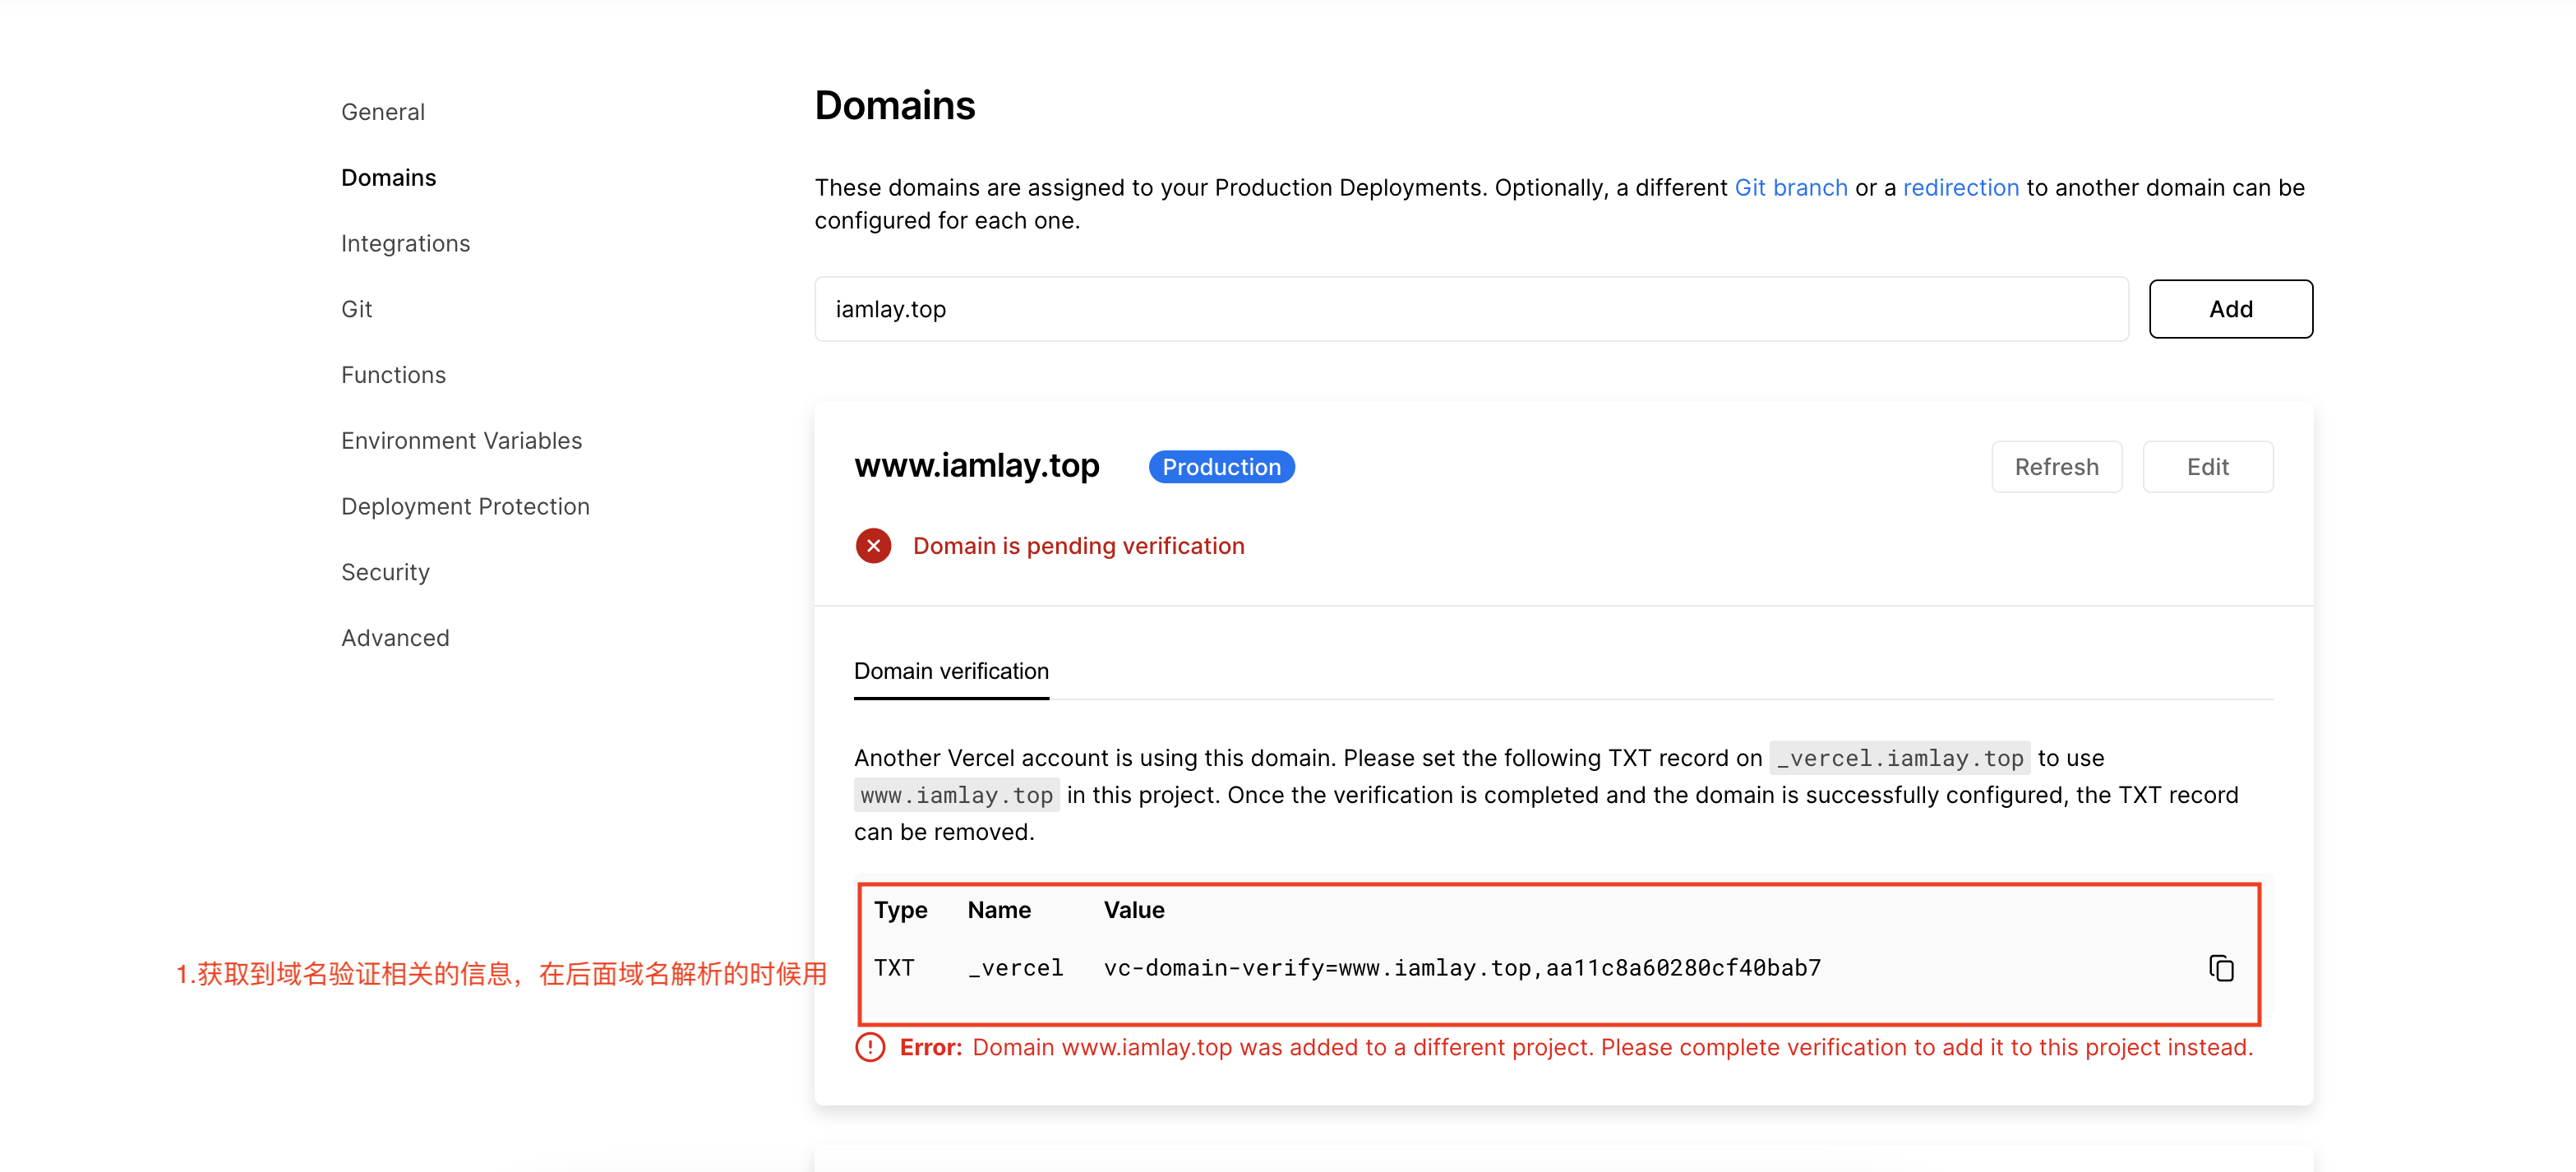 General
Domains
Integrations
Git
Functions
Environment Variables
Deployment Protection
Security
Advanced
Domains
These domains are assigned to your Production Deployments. Optionally, a different Git branch or a redirection to another domain can be
configured for each one.
iamlay.top
Add
www.iamlay.top
Production
Refresh
Edit
Domain is pending verification
Domain verification
Another Vercel account is using this domain. Please set the following TXT record on _vercel.iamlay.top to use
www.iamlay.top in this project. Once the verification is completed and the domain is successfully configured, the TXT record
can be removed.
Type Name Value
TXT _vercel vc-domain-verify=www.iamlay.top,aa11c8a60280cf40bab7
1.获取到域名验证相关的信息，在后面域名解析的时候用
Error: Domain www.iamlay.top was added to a different project. Please complete verification to add it to this project instead.